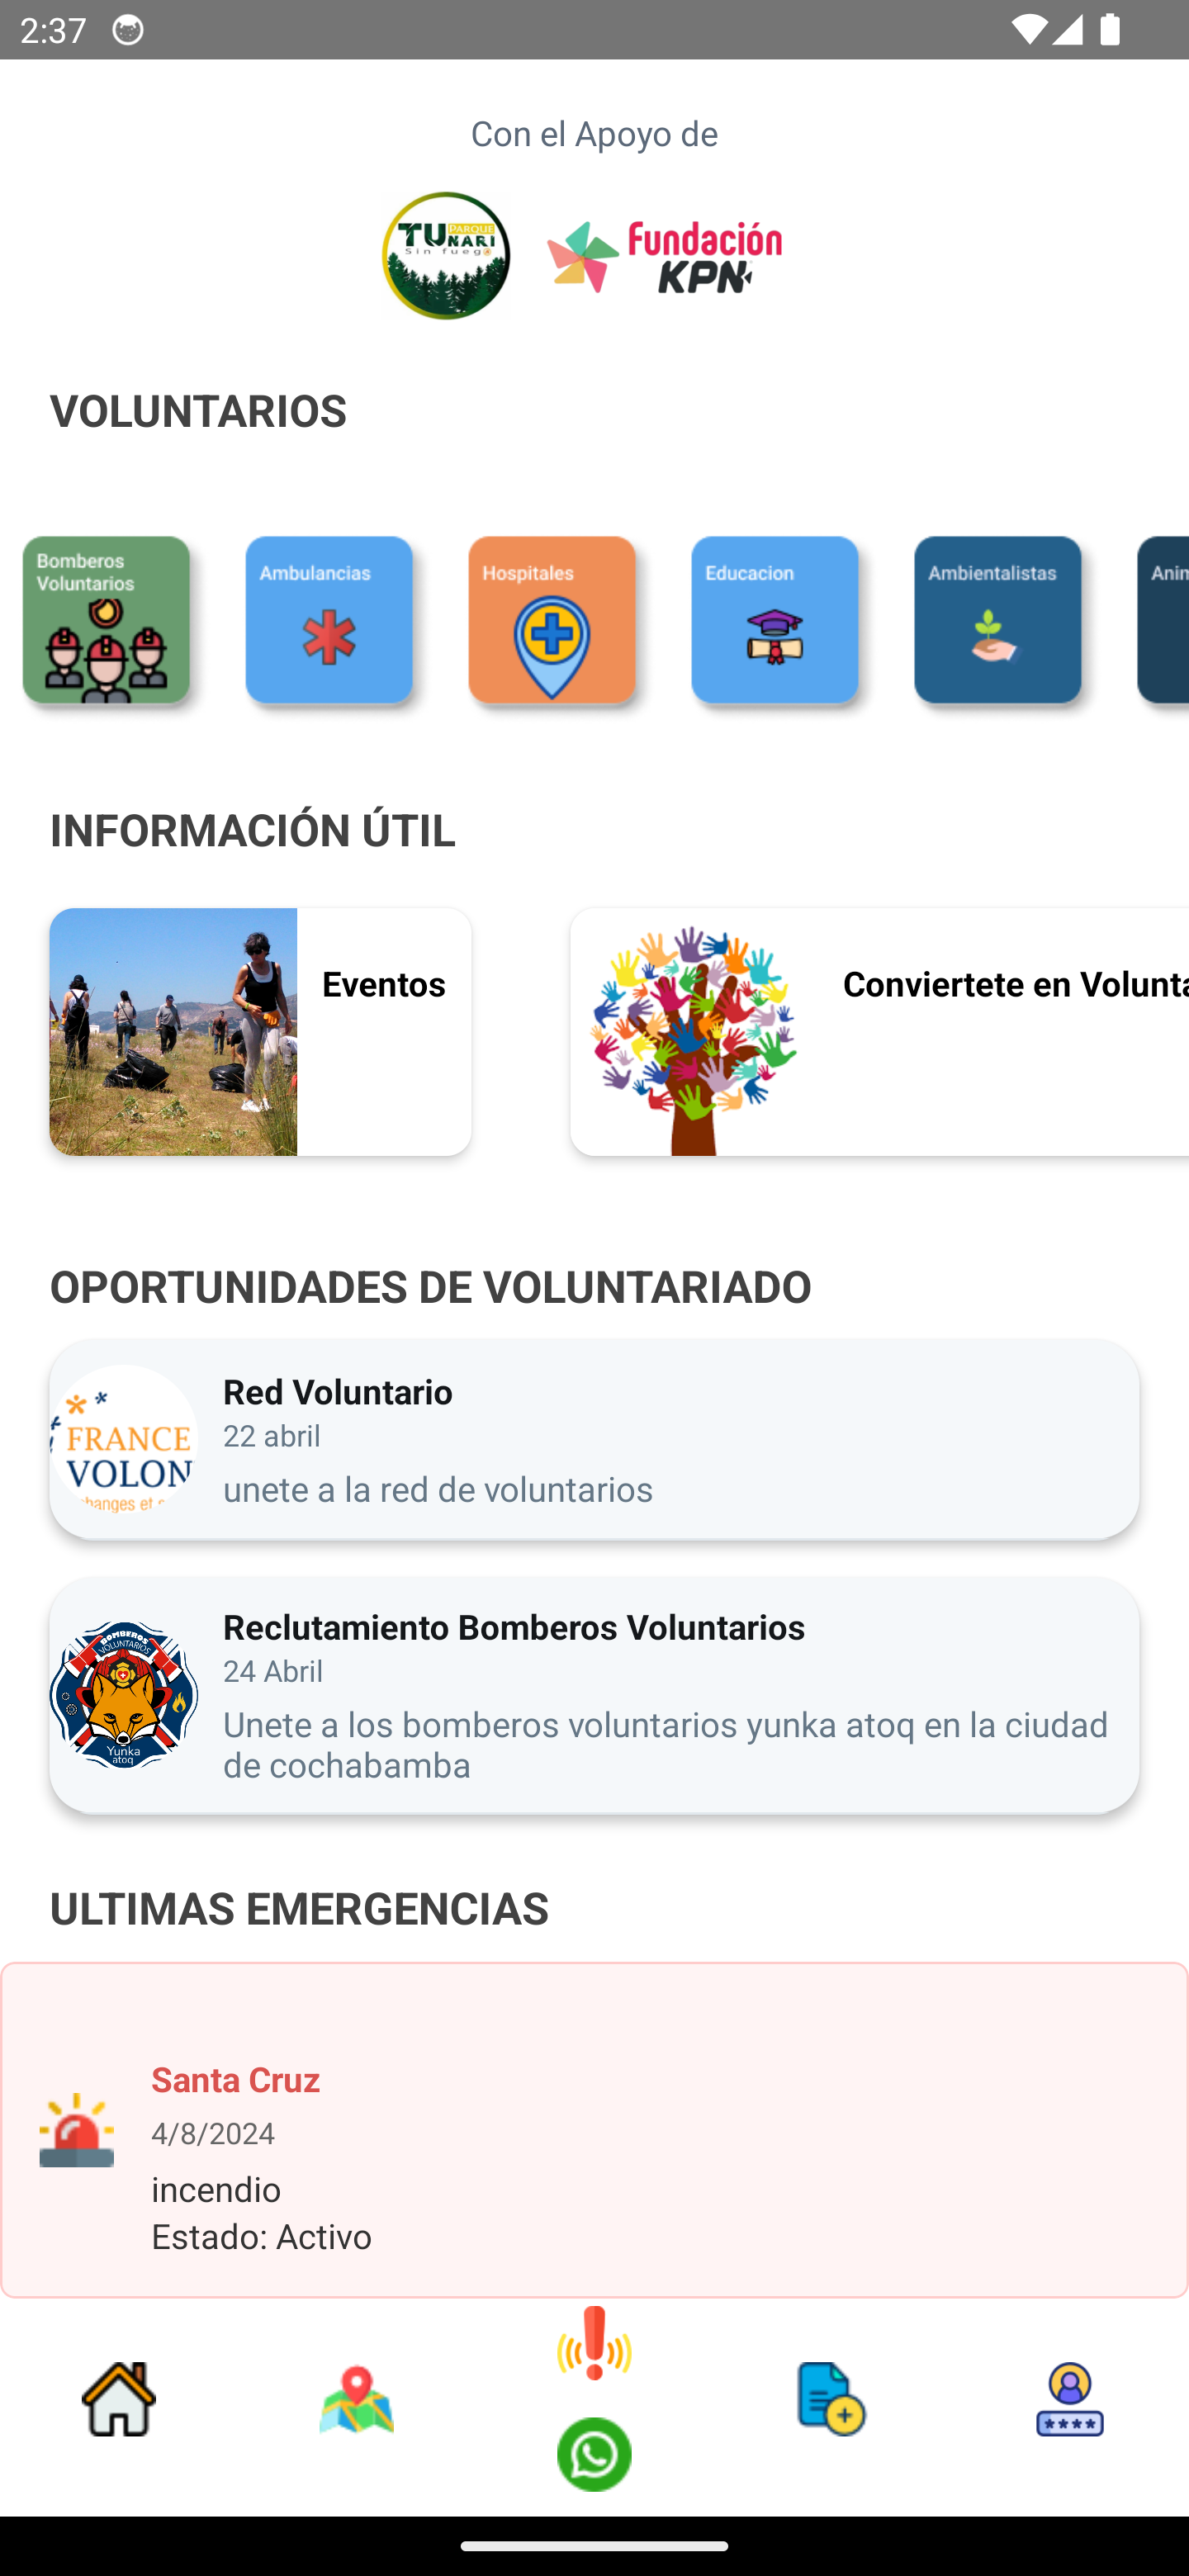 2:37
Con el Apoyo de
TU PARQUE
NARI
Sin fuego
Fundación
KPN
VOLUNTARIOS
Bomberos
Voluntarios
Ambulancias
Hospitales
Educacion
Ambientalistas
Anim
INFORMACIÓN ÚTIL
Eventos
Conviertete en Volunta
OPORTUNIDADES DE VOLUNTARIADO
FRANCE
VOLON
hanges et
Red Voluntario
22 abril
unete a la red de voluntarios
BOMBEROS
VOLUNTARIOS
Yunka
atoq
Reclutamiento Bomberos Voluntarios
24 Abril
Unete a los bomberos voluntarios yunka atoq en la ciudad
de cochabamba
ULTIMAS EMERGENCIAS
Santa Cruz
4/8/2024
incendio
Estado: Activo